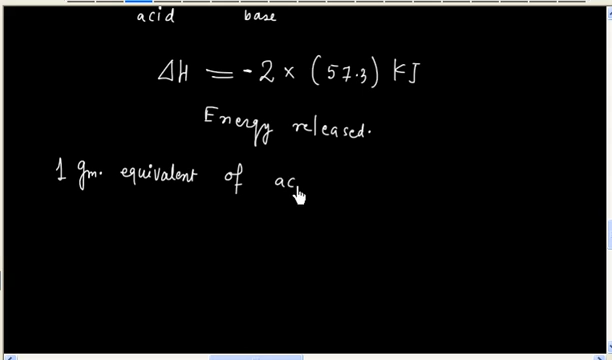 acid base
ΔH = -2 × (57.3) KJ
Energy released.
1 gm. equivalent of ac